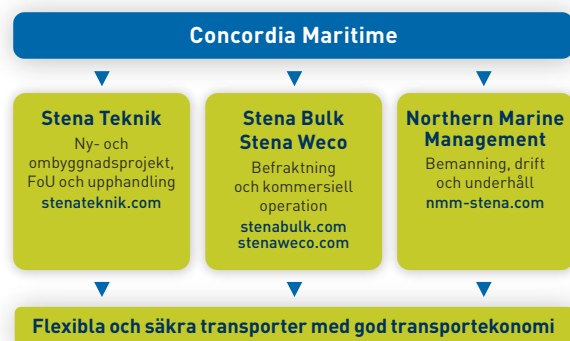 Concordia Maritime
Stena Teknik
Ny- och
ombyggnadsprojekt,
FoU och upphandling
stenateknik.com
Stena Bulk
Stena Weco
Befraktning
och kommersiell
operation
stenabulk.com
stenaweco.com
Northern Marine
Management
Bemanning, drift
och underhåll
nmm-stena.com
Flexibla och säkra transporter med god transportekonomi